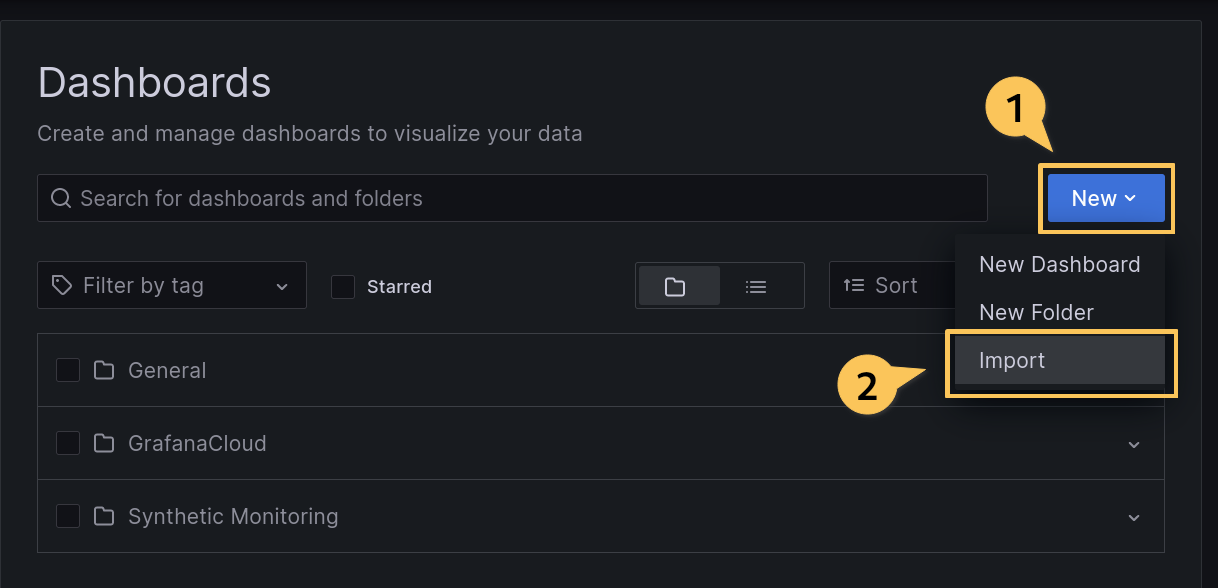 Dashboards
Create and manage dashboards to visualize your data
1
Search for dashboards and folders
New
New Dashboard
New Folder
Import
Filter by tag
Starred
Sort
2
General
GrafanaCloud
Synthetic Monitoring